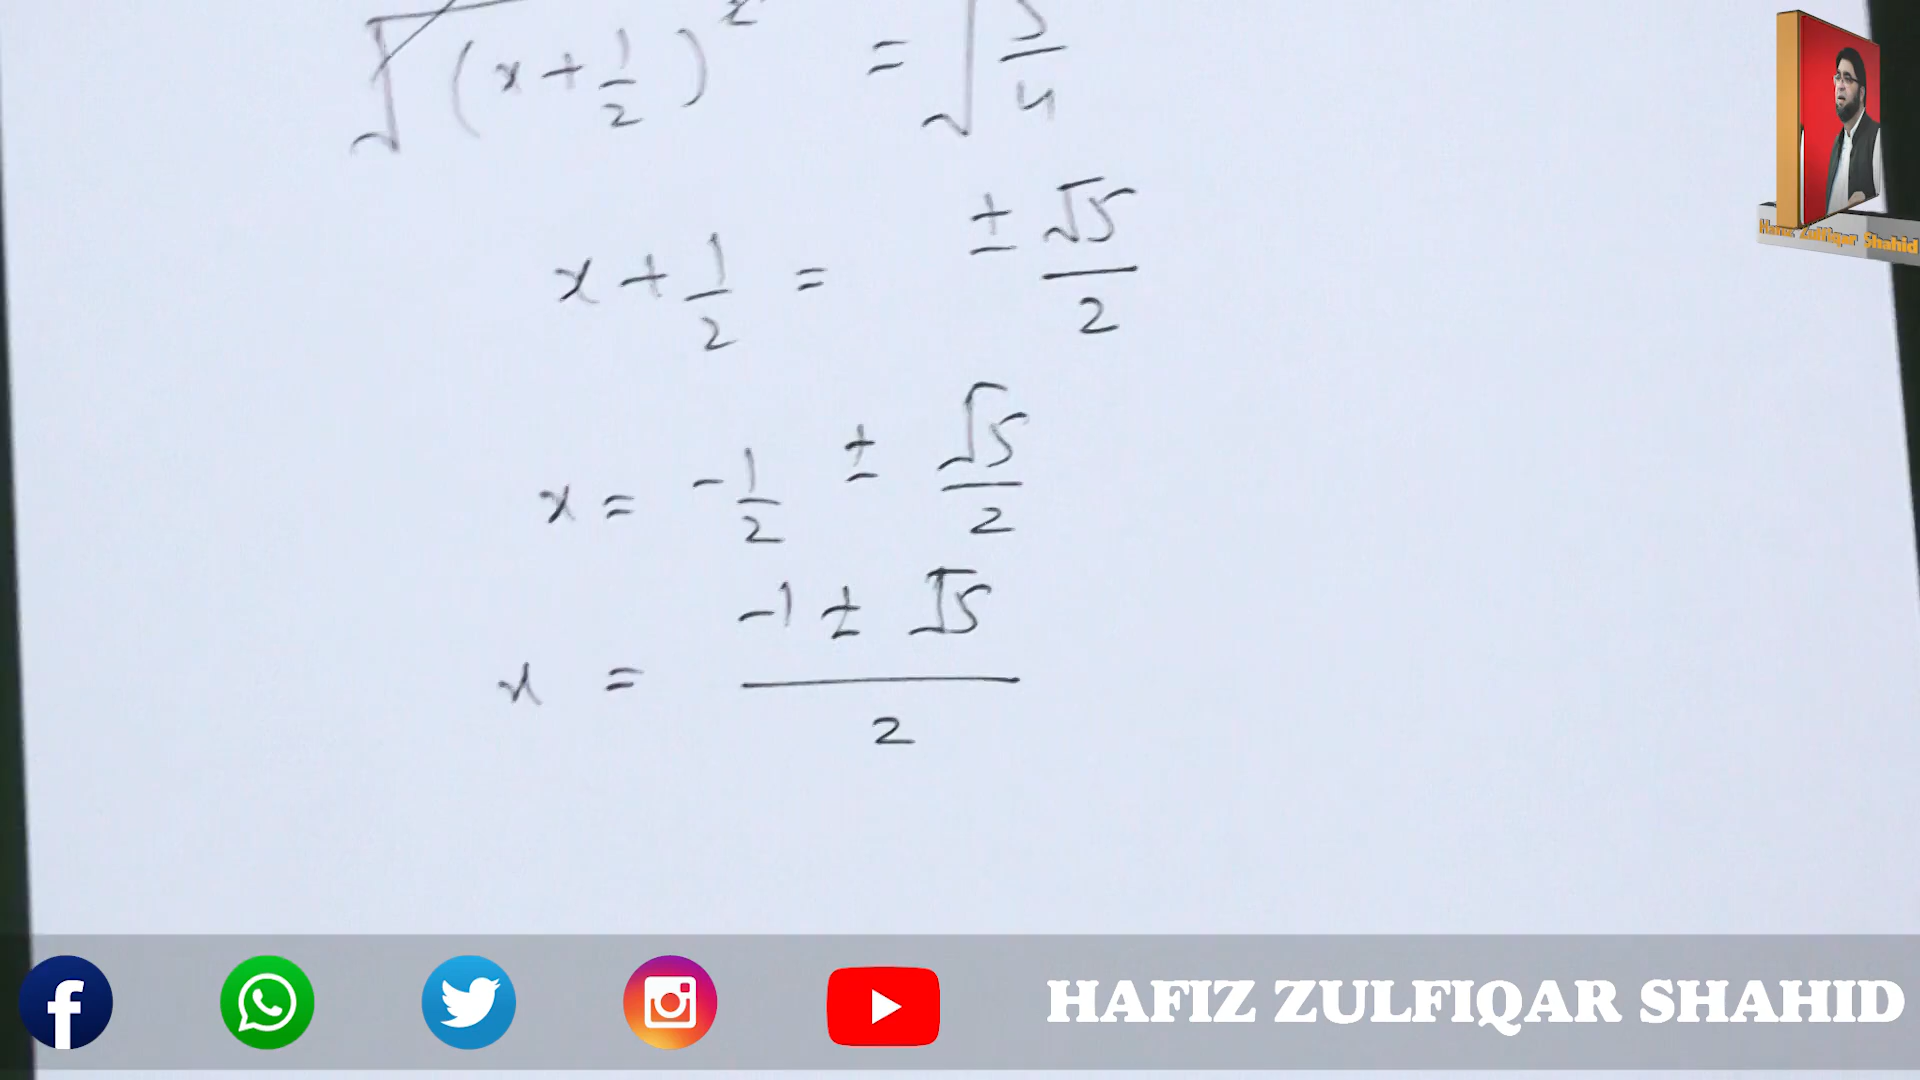 √(x + 1/2)² = √5/4
x + 1/2 = ± √5/2
x = - 1/2 ± √5/2
x = -1 ± √5 / 2
Hafiz Zulfiqar Shahid
HAFIZ ZULFIQAR SHAHID